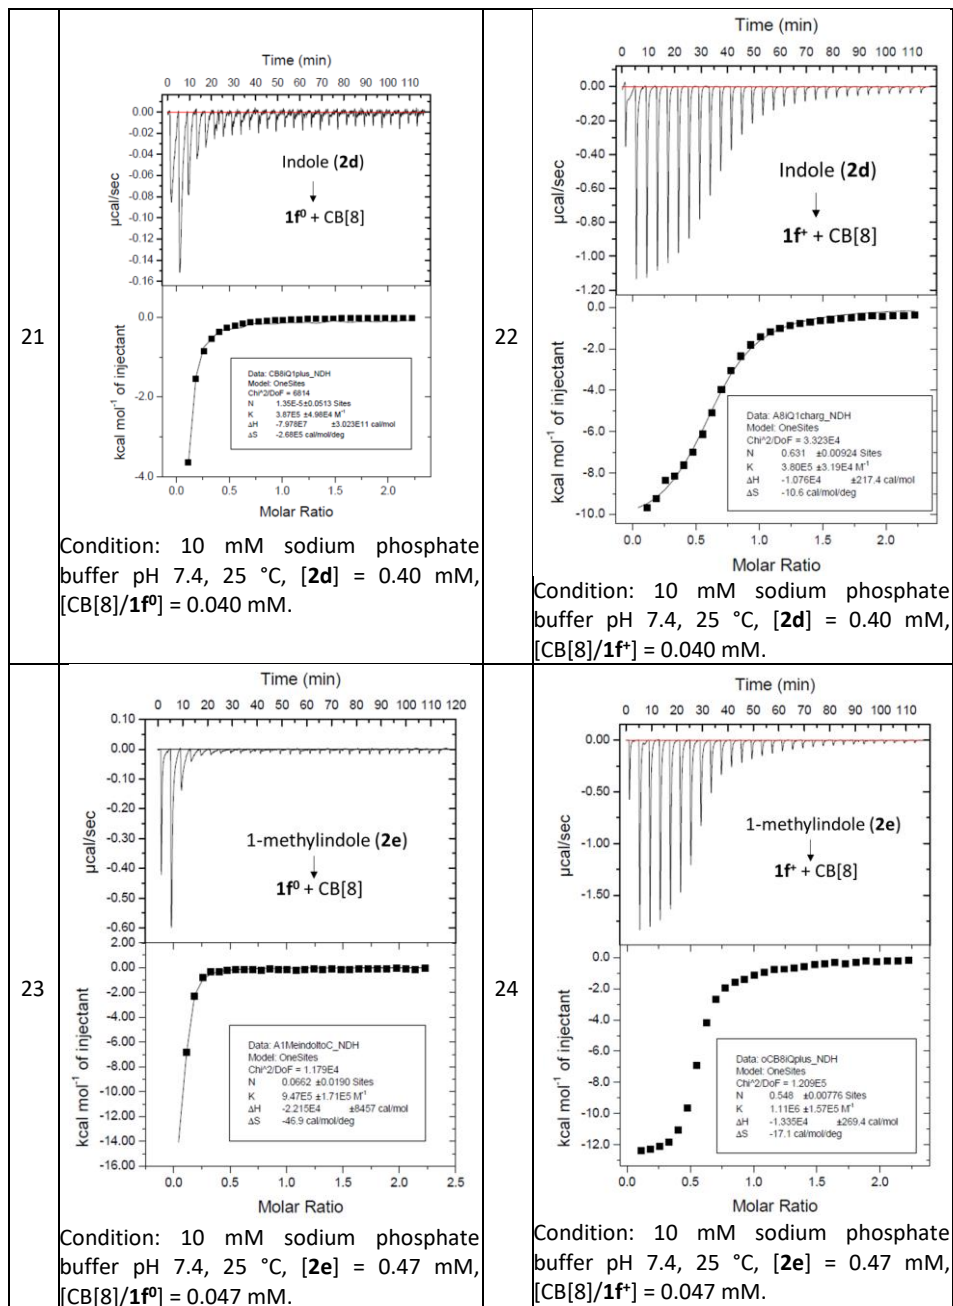 21
Time (min)
0 10 20 30 40 50 60 70 80 90 100 110
0.00
-0.02
-0.04
-0.06
-0.08
-0.10
-0.12
-0.14
-0.16
µcal/sec
Indole (2d)
1f⁰ + CB[8]
0.0
-2.0
-4.0
kcal mol⁻¹ of injectant
Data: CB8iQ1plus_NDH
Model: OneSites
Chi^2/DoF = 6814
N 1.35E-5±0.0513 Sites
K 3.87E5 ±4.98E4 M⁻¹
ΔH -7.978E7 ±3.023E11 cal/mol
ΔS -2.68E5 cal/mol/deg
0.0 0.5 1.0 1.5 2.0
Molar Ratio
Condition: 10 mM sodium phosphate
buffer pH 7.4, 25 °C, [2d] = 0.40 mM,
[CB[8]/1f⁰] = 0.040 mM.
22
Time (min)
0 10 20 30 40 50 60 70 80 90 100 110
0.00
-0.20
-0.40
-0.60
-0.80
-1.00
-1.20
µcal/sec
Indole (2d)
1f⁺ + CB[8]
0.0
-2.0
-4.0
-6.0
-8.0
-10.0
kcal mol⁻¹ of injectant
Data: A8iQ1charg_NDH
Model: OneSites
Chi^2/DoF = 3.323E4
N 0.631 ±0.00924 Sites
K 3.80E5 ±3.19E4 M⁻¹
ΔH -1.076E4 ±217.4 cal/mol
ΔS -10.6 cal/mol/deg
0.0 0.5 1.0 1.5 2.0
Molar Ratio
Condition: 10 mM sodium phosphate
buffer pH 7.4, 25 °C, [2d] = 0.40 mM,
[CB[8]/1f⁺] = 0.040 mM.
23
Time (min)
0 10 20 30 40 50 60 70 80 90 100 110 120
0.10
0.00
-0.10
-0.20
-0.30
-0.40
-0.50
-0.60
µcal/sec
1-methylindole (2e)
1f⁰ + CB[8]
2.00
0.00
-2.00
-4.00
-6.00
-8.00
-10.00
-12.00
-14.00
-16.00
kcal mol⁻¹ of injectant
Data: A1MeindoltoC_NDH
Model: OneSites
Chi^2/DoF = 1.179E4
N 0.0662 ±0.0190 Sites
K 9.47E5 ±1.71E5 M⁻¹
ΔH -2.215E4 ±8457 cal/mol
ΔS -46.9 cal/mol/deg
0.0 0.5 1.0 1.5 2.0 2.5
Molar Ratio
Condition: 10 mM sodium phosphate
buffer pH 7.4, 25 °C, [2e] = 0.47 mM,
[CB[8]/1f⁰] = 0.047 mM.
24
Time (min)
0 10 20 30 40 50 60 70 80 90 100 110
0.00
-0.50
-1.00
-1.50
µcal/sec
1-methylindole (2e)
1f⁺ + CB[8]
0.0
-2.0
-4.0
-6.0
-8.0
-10.0
-12.0
kcal mol⁻¹ of injectant
Data: oCB8iQplus_NDH
Model: OneSites
Chi^2/DoF = 1.209E5
N 0.548 ±0.00776 Sites
K 1.11E6 ±1.57E5 M⁻¹
ΔH -1.335E4 ±269.4 cal/mol
ΔS -17.1 cal/mol/deg
0.0 0.5 1.0 1.5 2.0
Molar Ratio
Condition: 10 mM sodium phosphate
buffer pH 7.4, 25 °C, [2e] = 0.47 mM,
[CB[8]/1f⁺] = 0.047 mM.